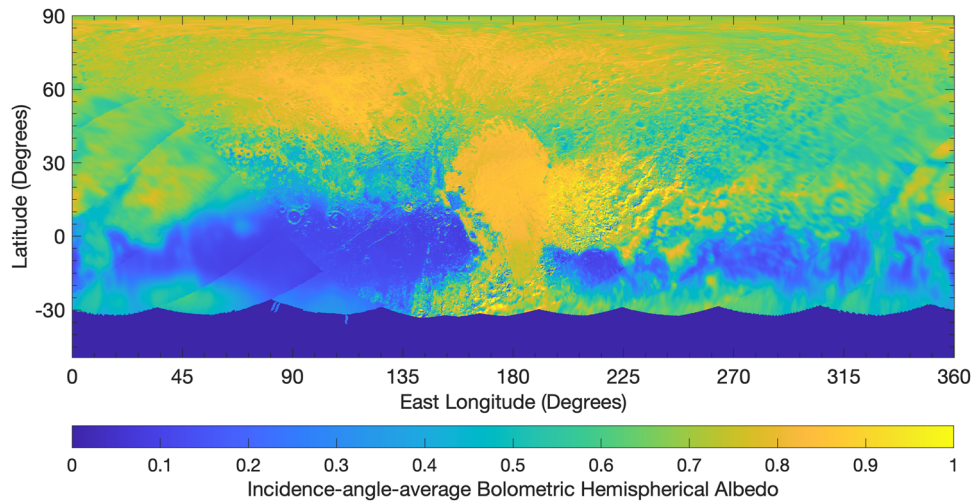 90
60
30
0
-30
Latitude (Degrees)
0 45 90 135 180 225 270 315 360
East Longitude (Degrees)
0 0.1 0.2 0.3 0.4 0.5 0.6 0.7 0.8 0.9 1
Incidence-angle-average Bolometric Hemispherical Albedo